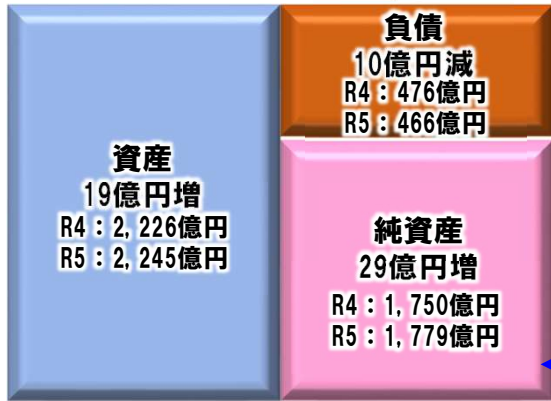 資産
19億円増
R4：2,226億円
R5：2,245億円
負債
10億円減
R4：476億円
R5：466億円
純資産
29億円増
R4：1,750億円
R5：1,779億円